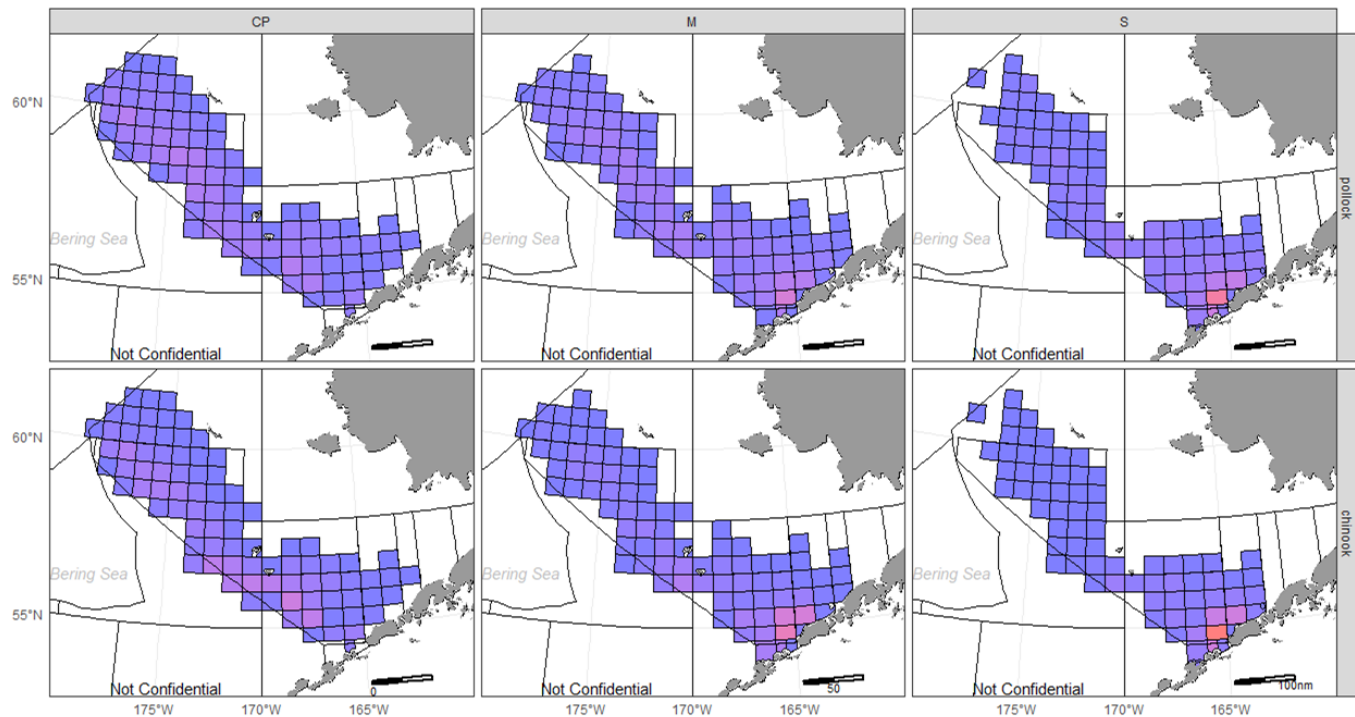 CP
M
S
60°N
55°N
Bering Sea
Bering Sea
Bering Sea
Not Confidential
Not Confidential
Not Confidential
pollock
60°N
55°N
Bering Sea
Bering Sea
Bering Sea
Not Confidential
Not Confidential
Not Confidential
0
50
100nm
chinook
175°W
170°W
165°W
175°W
170°W
165°W
175°W
170°W
165°W